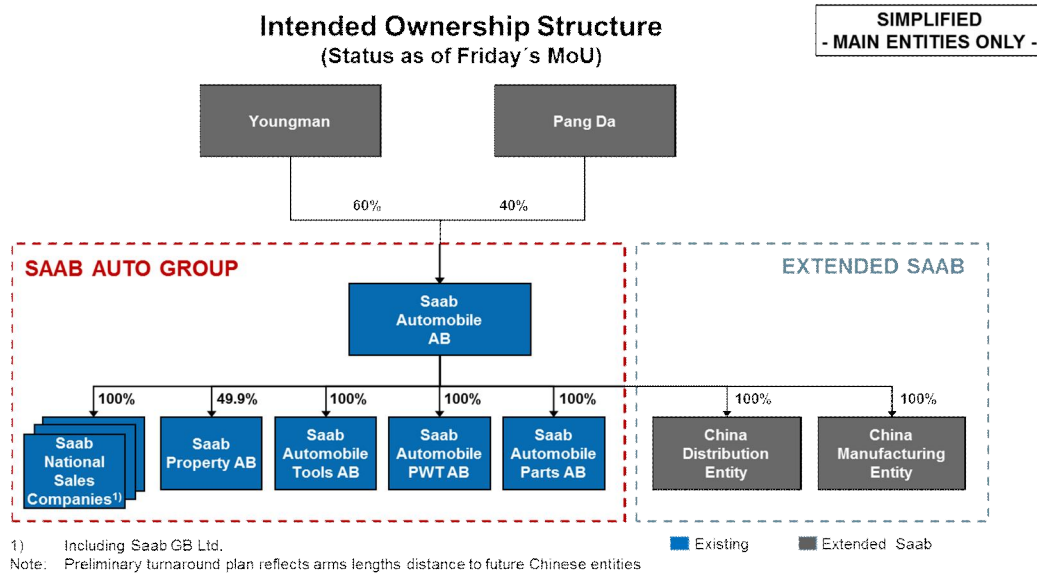 Intended Ownership Structure
(Status as of Friday´s MoU)
SIMPLIFIED
- MAIN ENTITIES ONLY -
Youngman
Pang Da
60%
40%
SAAB AUTO GROUP
EXTENDED SAAB
Saab
Automobile
AB
100%
49.9%
100%
100%
100%
100%
100%
Saab
National
Sales
Companies1)
Saab
Property AB
Saab
Automobile
Tools AB
Saab
Automobile
PWT AB
Saab
Automobile
Parts AB
China
Distribution
Entity
China
Manufacturing
Entity
1) Including Saab GB Ltd.
Existing
Extended Saab
Note: Preliminary turnaround plan reflects arms lengths distance to future Chinese entities